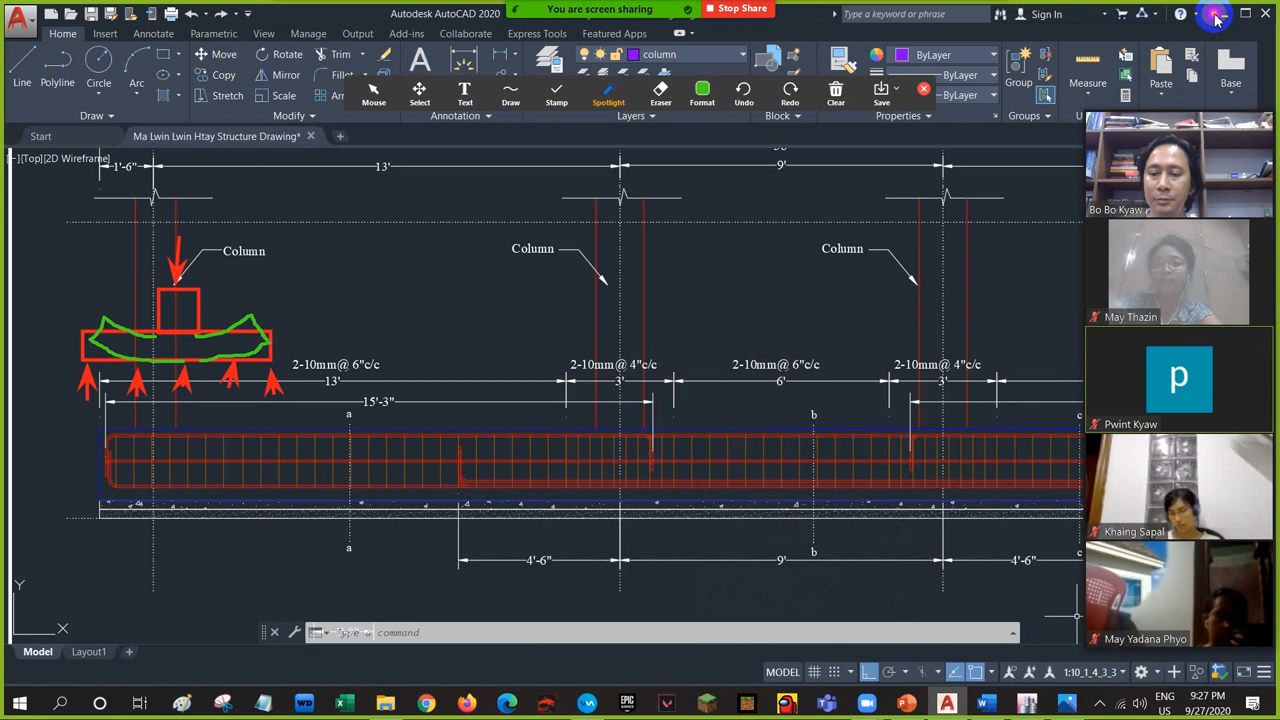 Autodesk AutoCAD 2020
You are screen sharing
Stop Share
Type a keyword or phrase
Sign In
Home Insert Annotate Parametric View Manage Output Add-ins Collaborate Express Tools Featured Apps
Line Polyline Circle Arc
Move Rotate Trim
Copy Mirror Fillet
Stretch Scale
column
ByLayer
ByLayer
ByLayer
Group Measure Paste Base
Mouse Select Text Draw Stamp Spotlight Eraser Format Undo Redo Clear Save
Draw Annotation Layers Block Properties Groups
Start Ma Lwin Lwin Htay Structure Drawing*
[−][Top][2D Wireframe]
1'-6" 13' 9'
Column Column Column
2-10mm@ 6"c/c 2-10mm@ 4"c/c 2-10mm@ 6"c/c 2-10mm@ 4"c/c
13' 3' 6' 3'
15'-3"
a b c
a b c
4'-6" 9' 4'-6"
Y
X
Type a command
Model Layout1
MODEL 1:10_1_4_3_3
Bo Bo Kyaw
May Thazin
p
Pwint Kyaw
Khaing Sapal
May Yadana Phyo
ENG
9:27 PM
9/27/2020